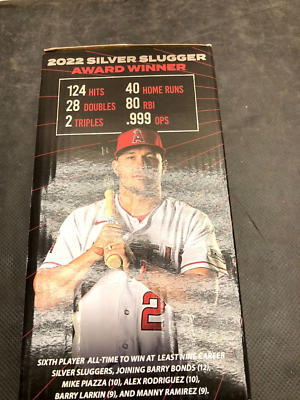 2022 SILVER SLUGGER
AWARD WINNER
124 HITS 40 HOME RUNS
28 DOUBLES 80 RBI
2 TRIPLES .999 OPS
A
2
SIXTH PLAYER ALL-TIME TO WIN AT LEAST NINE CAREER
SILVER SLUGGERS, JOINING BARRY BONDS (12),
MIKE PIAZZA (10), ALEX RODRIGUEZ (10),
BARRY LARKIN (9), AND MANNY RAMIREZ (9).